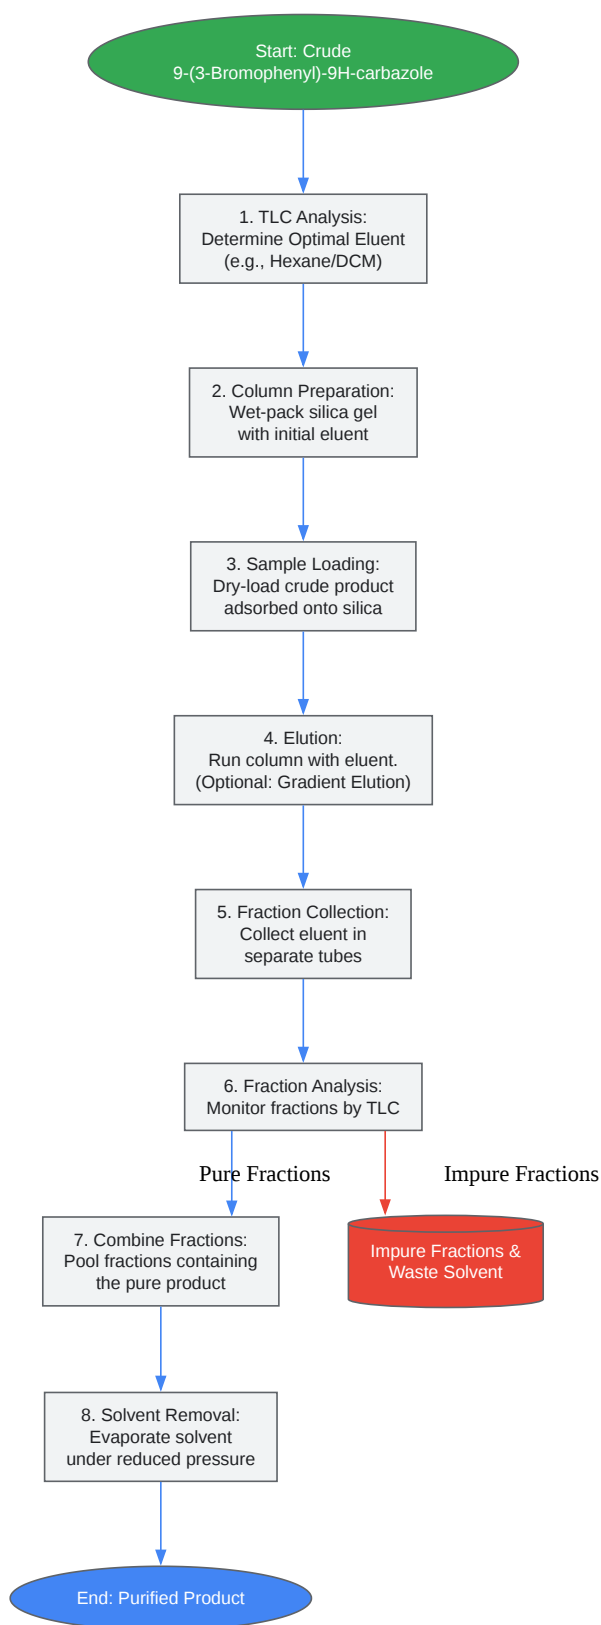 Start: Crude
9-(3-Bromophenyl)-9H-carbazole
1. TLC Analysis:
Determine Optimal Eluent
(e.g., Hexane/DCM)
2. Column Preparation:
Wet-pack silica gel
with initial eluent
3. Sample Loading:
Dry-load crude product
adsorbed onto silica
4. Elution:
Run column with eluent.
(Optional: Gradient Elution)
5. Fraction Collection:
Collect eluent in
separate tubes
6. Fraction Analysis:
Monitor fractions by TLC
Pure Fractions
Impure Fractions
7. Combine Fractions:
Pool fractions containing
the pure product
Impure Fractions &
Waste Solvent
8. Solvent Removal:
Evaporate solvent
under reduced pressure
End: Purified Product